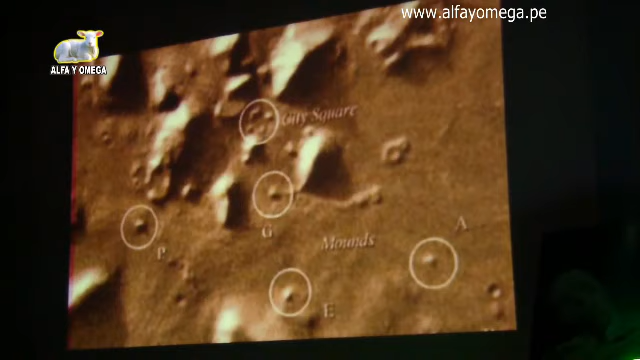 www.alfayomega.pe
ALFA Y OMEGA
City Square
G
A
P
Mounds
E